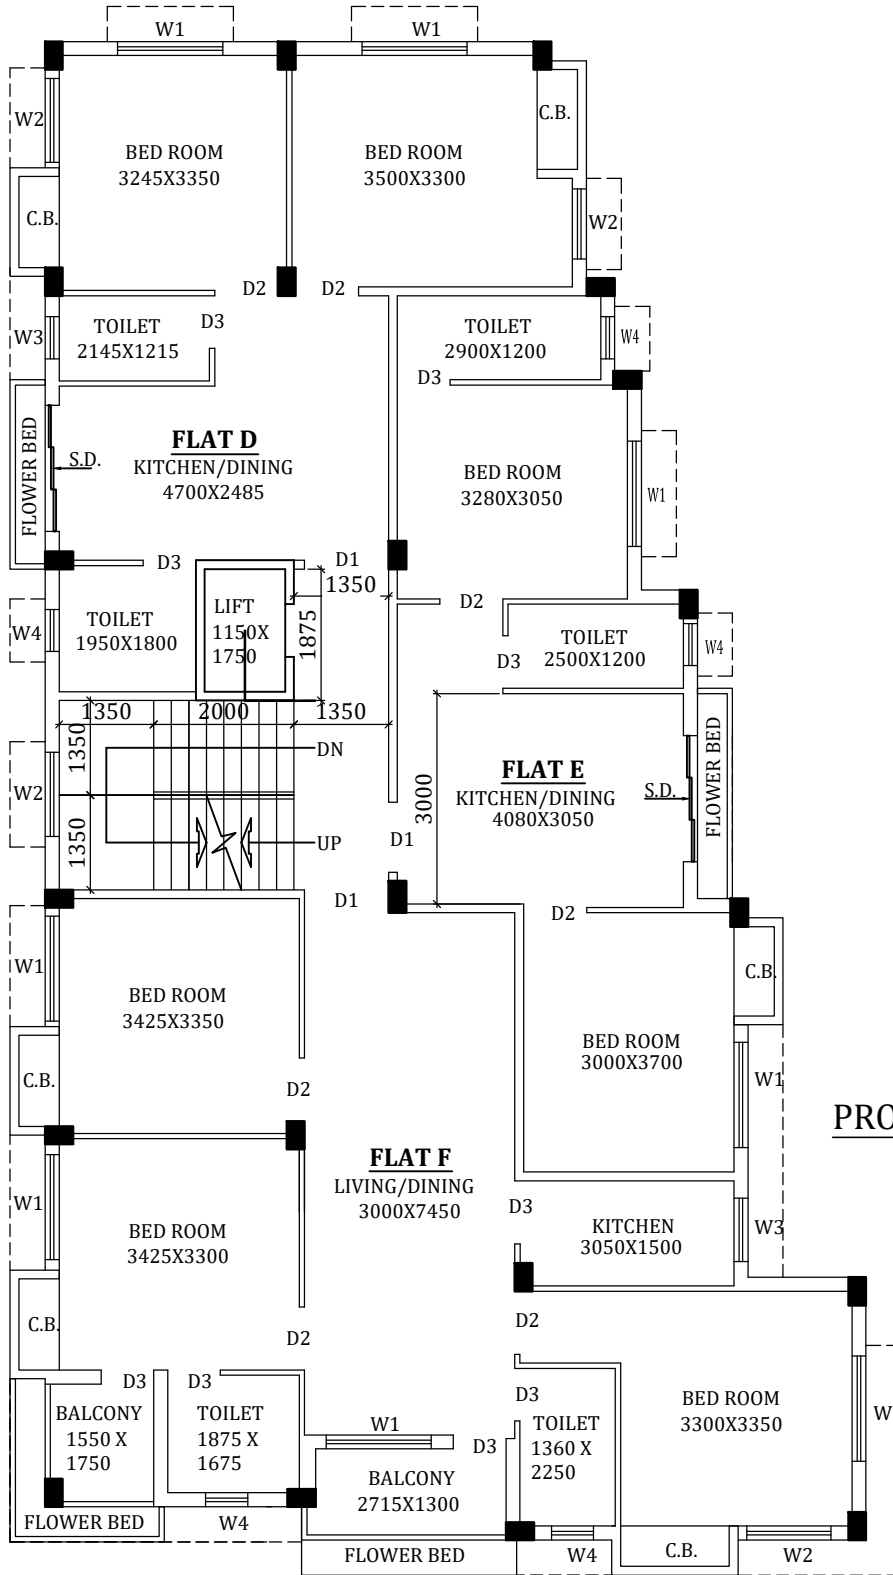 W1
W1
W2
C.B.
BED ROOM
3245X3350
BED ROOM
3500X3300
C.B.
W2
D2
D2
W3
TOILET
2145X1215
D3
TOILET
2900X1200
W4
D3
FLOWER BED
S.D.
FLAT D
KITCHEN/DINING
4700X2485
BED ROOM
3280X3050
W1
D3
D1
1350
LIFT
1150X
1750
1875
W4
TOILET
1950X1800
D2
D3
TOILET
2500X1200
W4
1350
2000
1350
1350
DN
W2
1350
UP
3000
FLAT E
KITCHEN/DINING
4080X3050
S.D.
FLOWER BED
D1
D1
D2
W1
BED ROOM
3425X3350
C.B.
C.B.
BED ROOM
3000X3700
W1
D2
PRO
FLAT F
LIVING/DINING
3000X7450
W1
BED ROOM
3425X3300
D3
KITCHEN
3050X1500
W3
C.B.
D2
D2
D3
D3
D3
BED ROOM
3300X3350
W
BALCONY
1550 X
1750
TOILET
1875 X
1675
W1
D3
TOILET
1360 X
2250
BALCONY
2715X1300
FLOWER BED
W4
FLOWER BED
W4
C.B.
W2